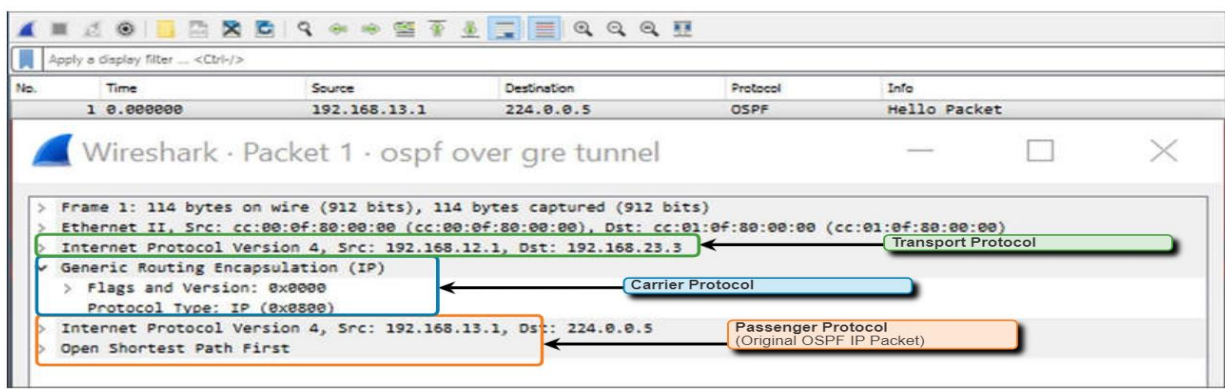 Apply a display filter ... <Ctrl-/>
No. Time Source Destination Protocol Info
1 0.000000 192.168.13.1 224.0.0.5 OSPF Hello Packet
Wireshark · Packet 1 · ospf over gre tunnel
> Frame 1: 114 bytes on wire (912 bits), 114 bytes captured (912 bits)
> Ethernet II, Src: cc:00:0f:80:00:00 (cc:00:0f:80:00:00), Dst: cc:01:0f:80:00:00 (cc:01:0f:80:00:00)
> Internet Protocol Version 4, Src: 192.168.12.1, Dst: 192.168.23.3
Transport Protocol
Generic Routing Encapsulation (IP)
> Flags and Version: 0x0000
Carrier Protocol
Protocol Type: IP (0x0800)
> Internet Protocol Version 4, Src: 192.168.13.1, Dst: 224.0.0.5
Passenger Protocol
(Original OSPF IP Packet)
> Open Shortest Path First